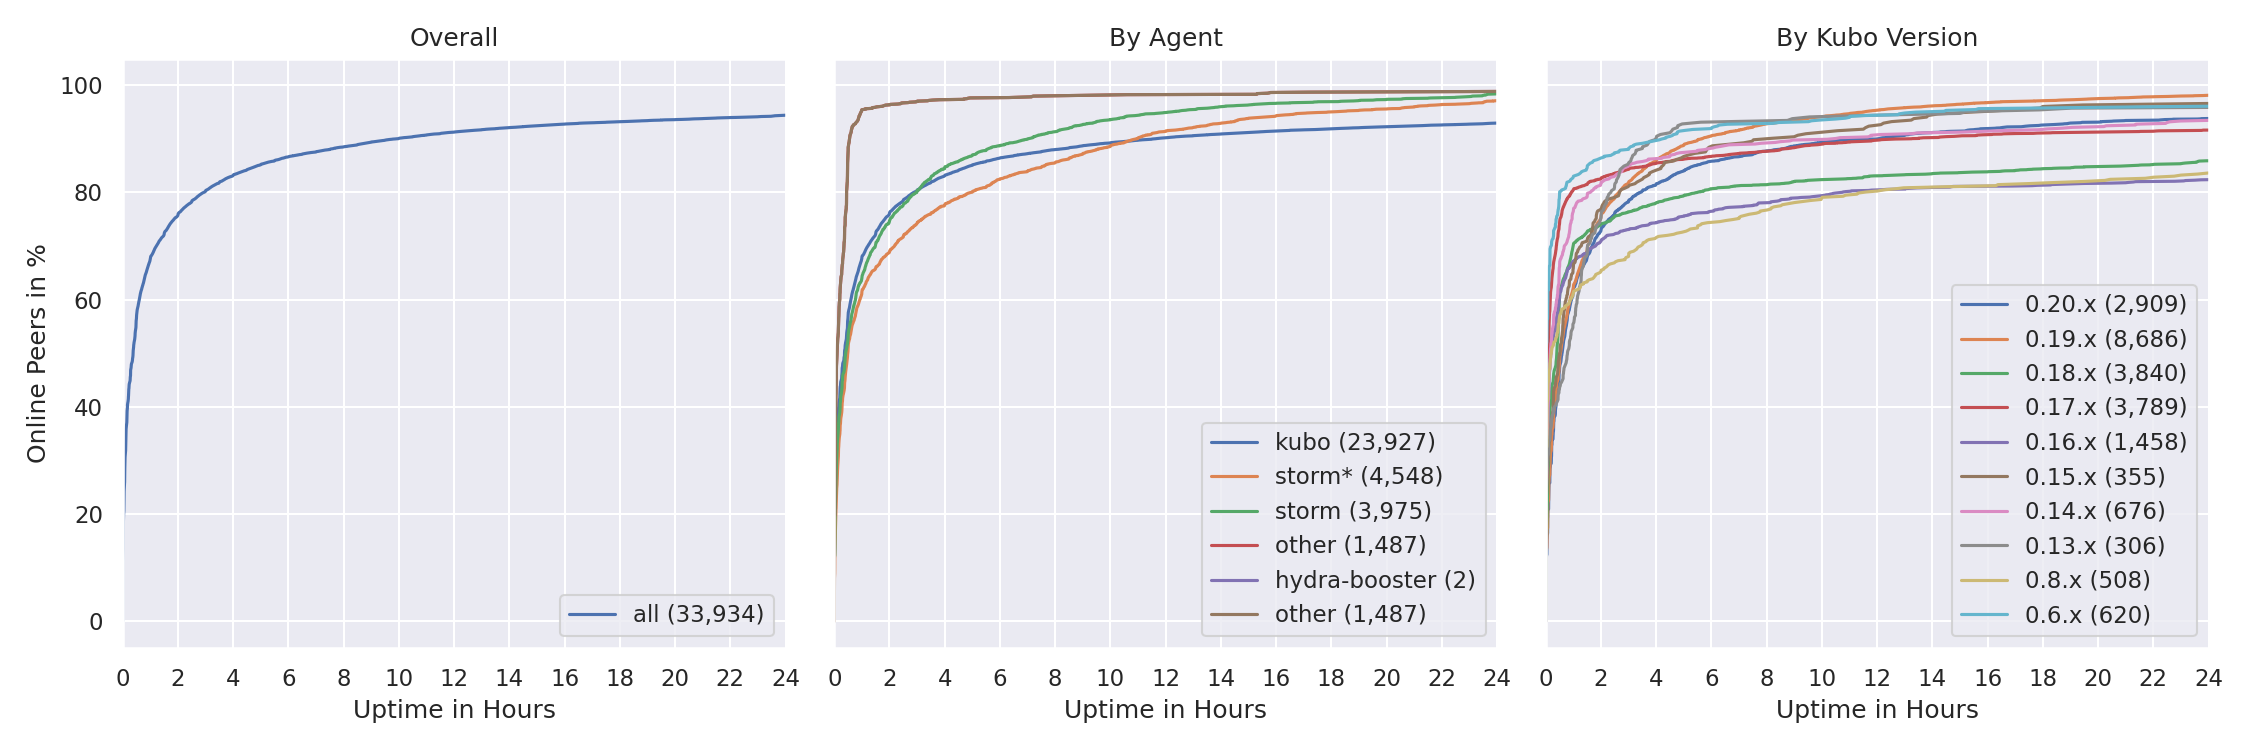 Overall
By Agent
By Kubo Version
Online Peers in %
100
80
60
40
20
0
all (33,934)
kubo (23,927)
storm* (4,548)
storm (3,975)
other (1,487)
hydra-booster (2)
other (1,487)
0.20.x (2,909)
0.19.x (8,686)
0.18.x (3,840)
0.17.x (3,789)
0.16.x (1,458)
0.15.x (355)
0.14.x (676)
0.13.x (306)
0.8.x (508)
0.6.x (620)
0 2 4 6 8 10 12 14 16 18 20 22 24
0 2 4 6 8 10 12 14 16 18 20 22 24
0 2 4 6 8 10 12 14 16 18 20 22 24
Uptime in Hours
Uptime in Hours
Uptime in Hours